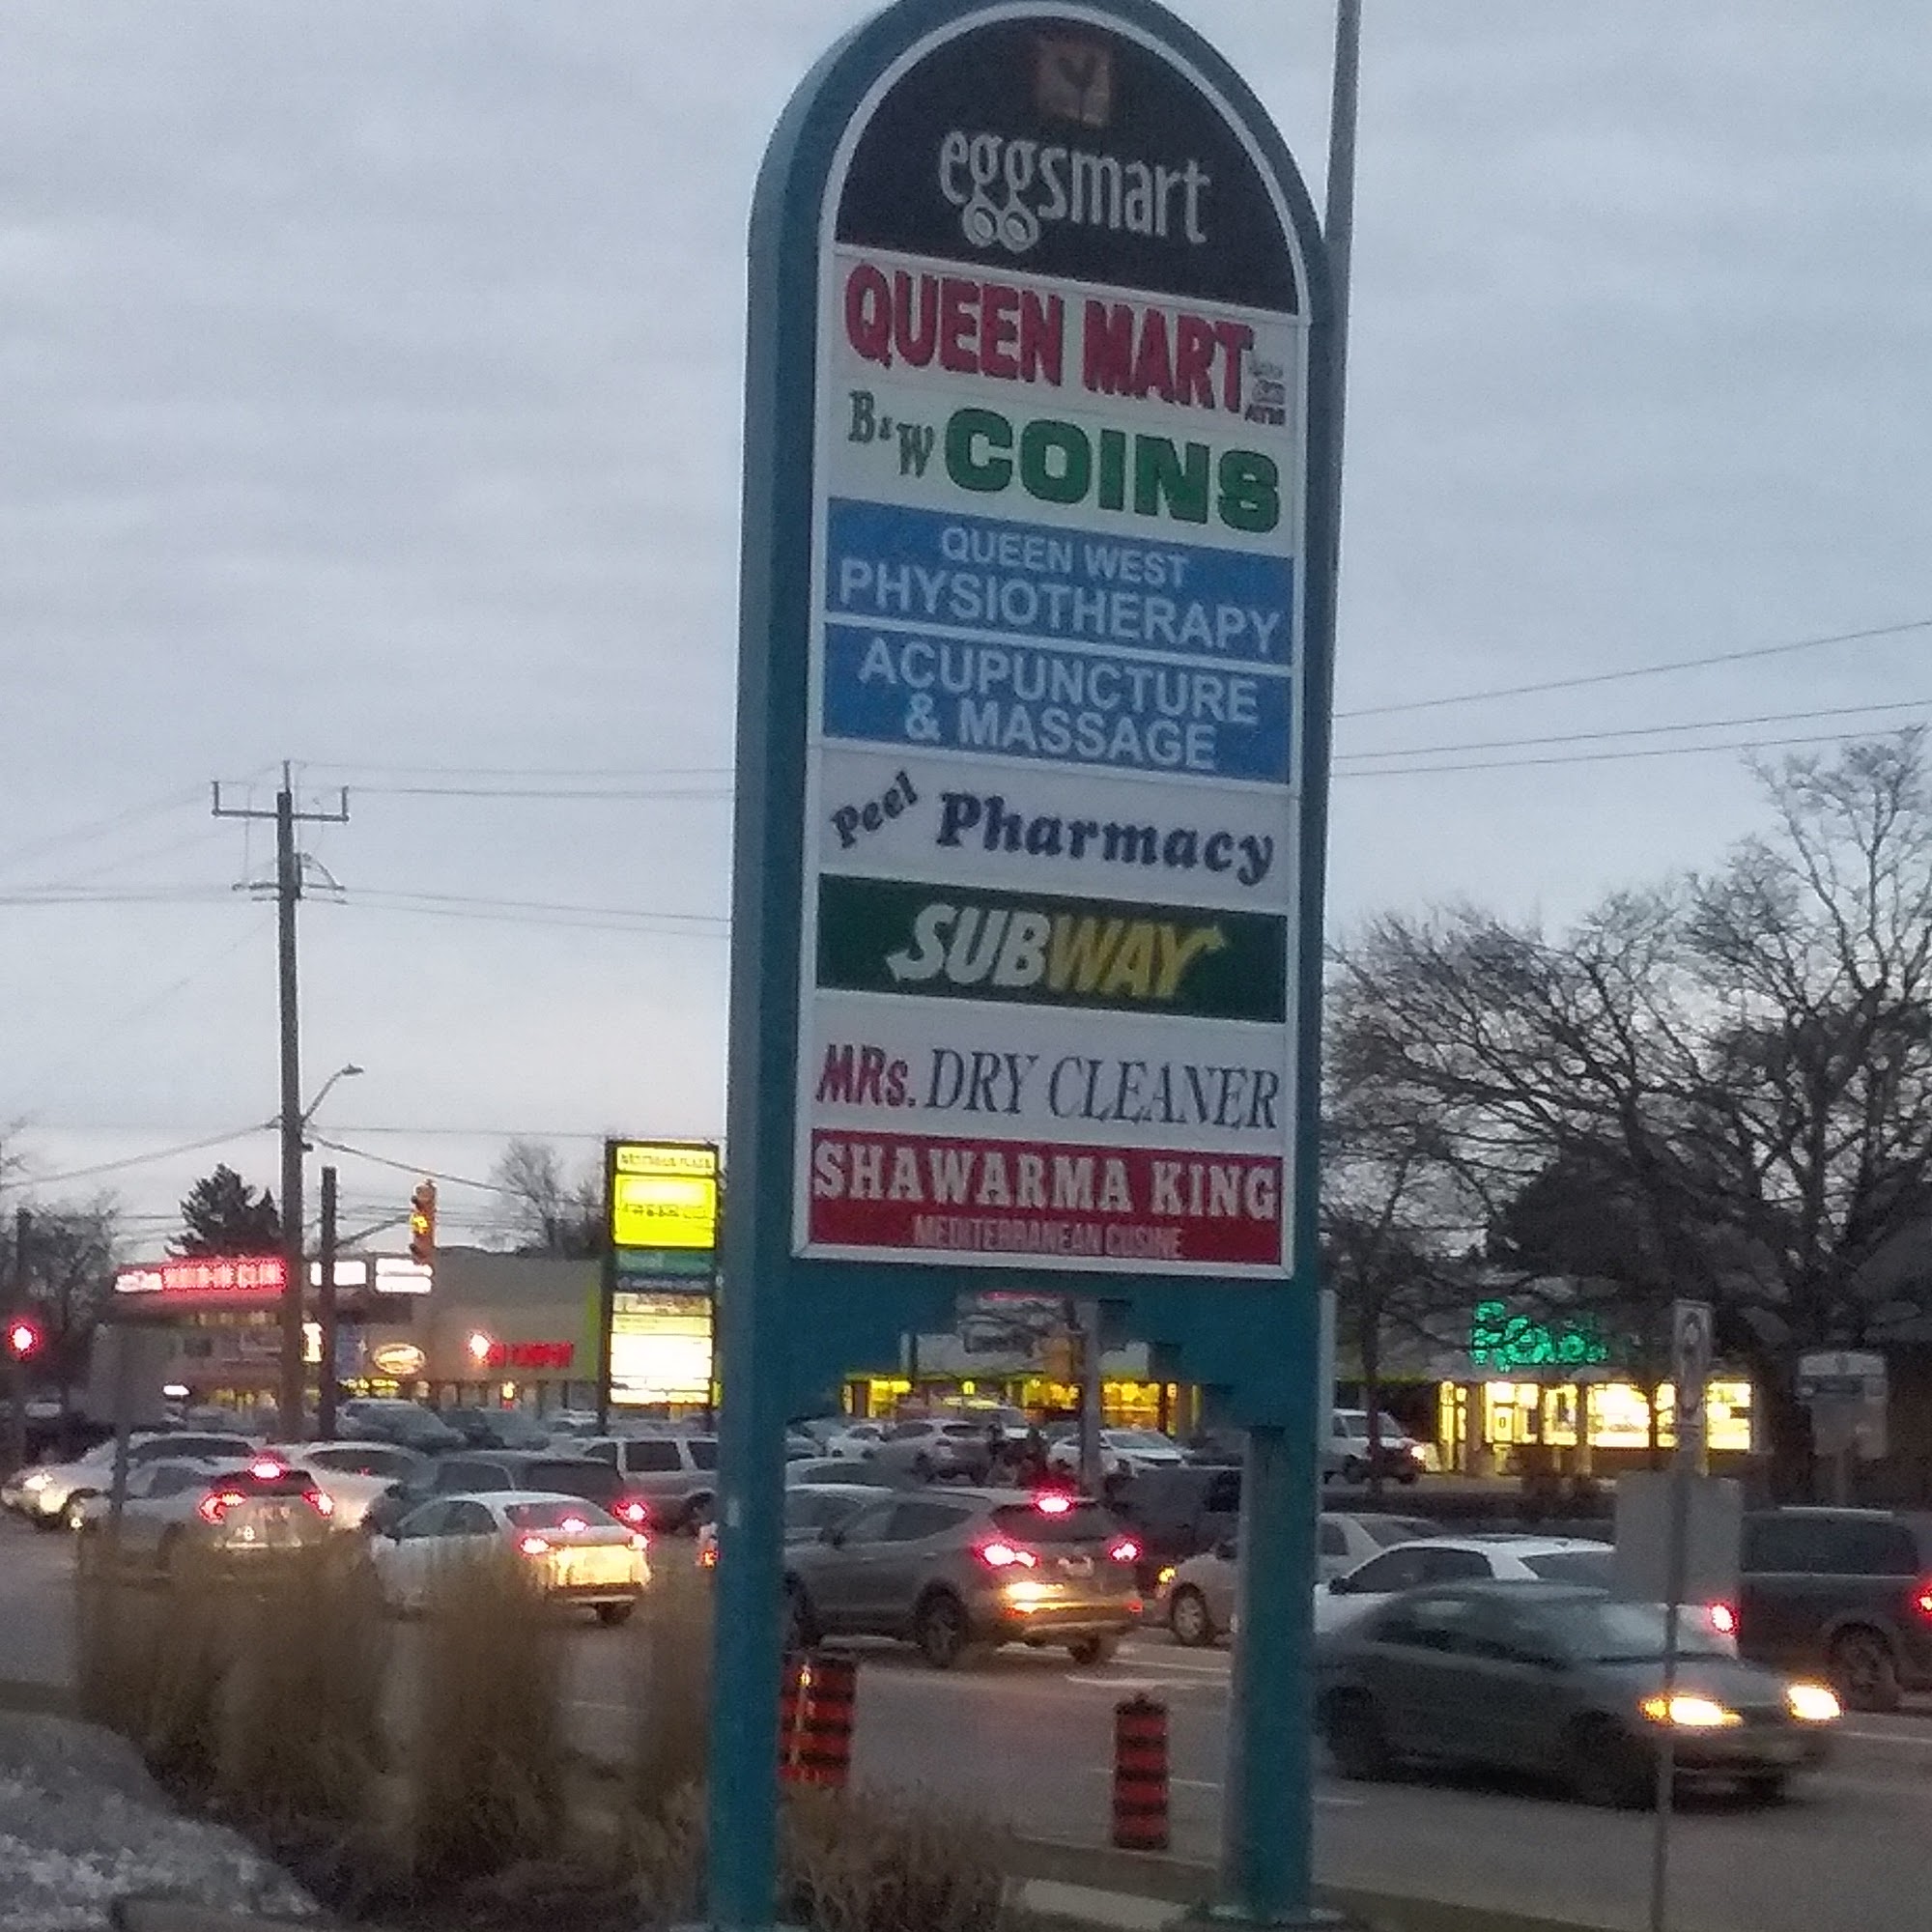 eggsmart
QUEEN MART
ATM
B&W COINS
QUEEN WEST
PHYSIOTHERAPY
ACUPUNCTURE
& MASSAGE
Peel Pharmacy
SUBWAY
MRs. DRY CLEANER
SHAWARMA KING
MEDITERRANEAN CUSINE